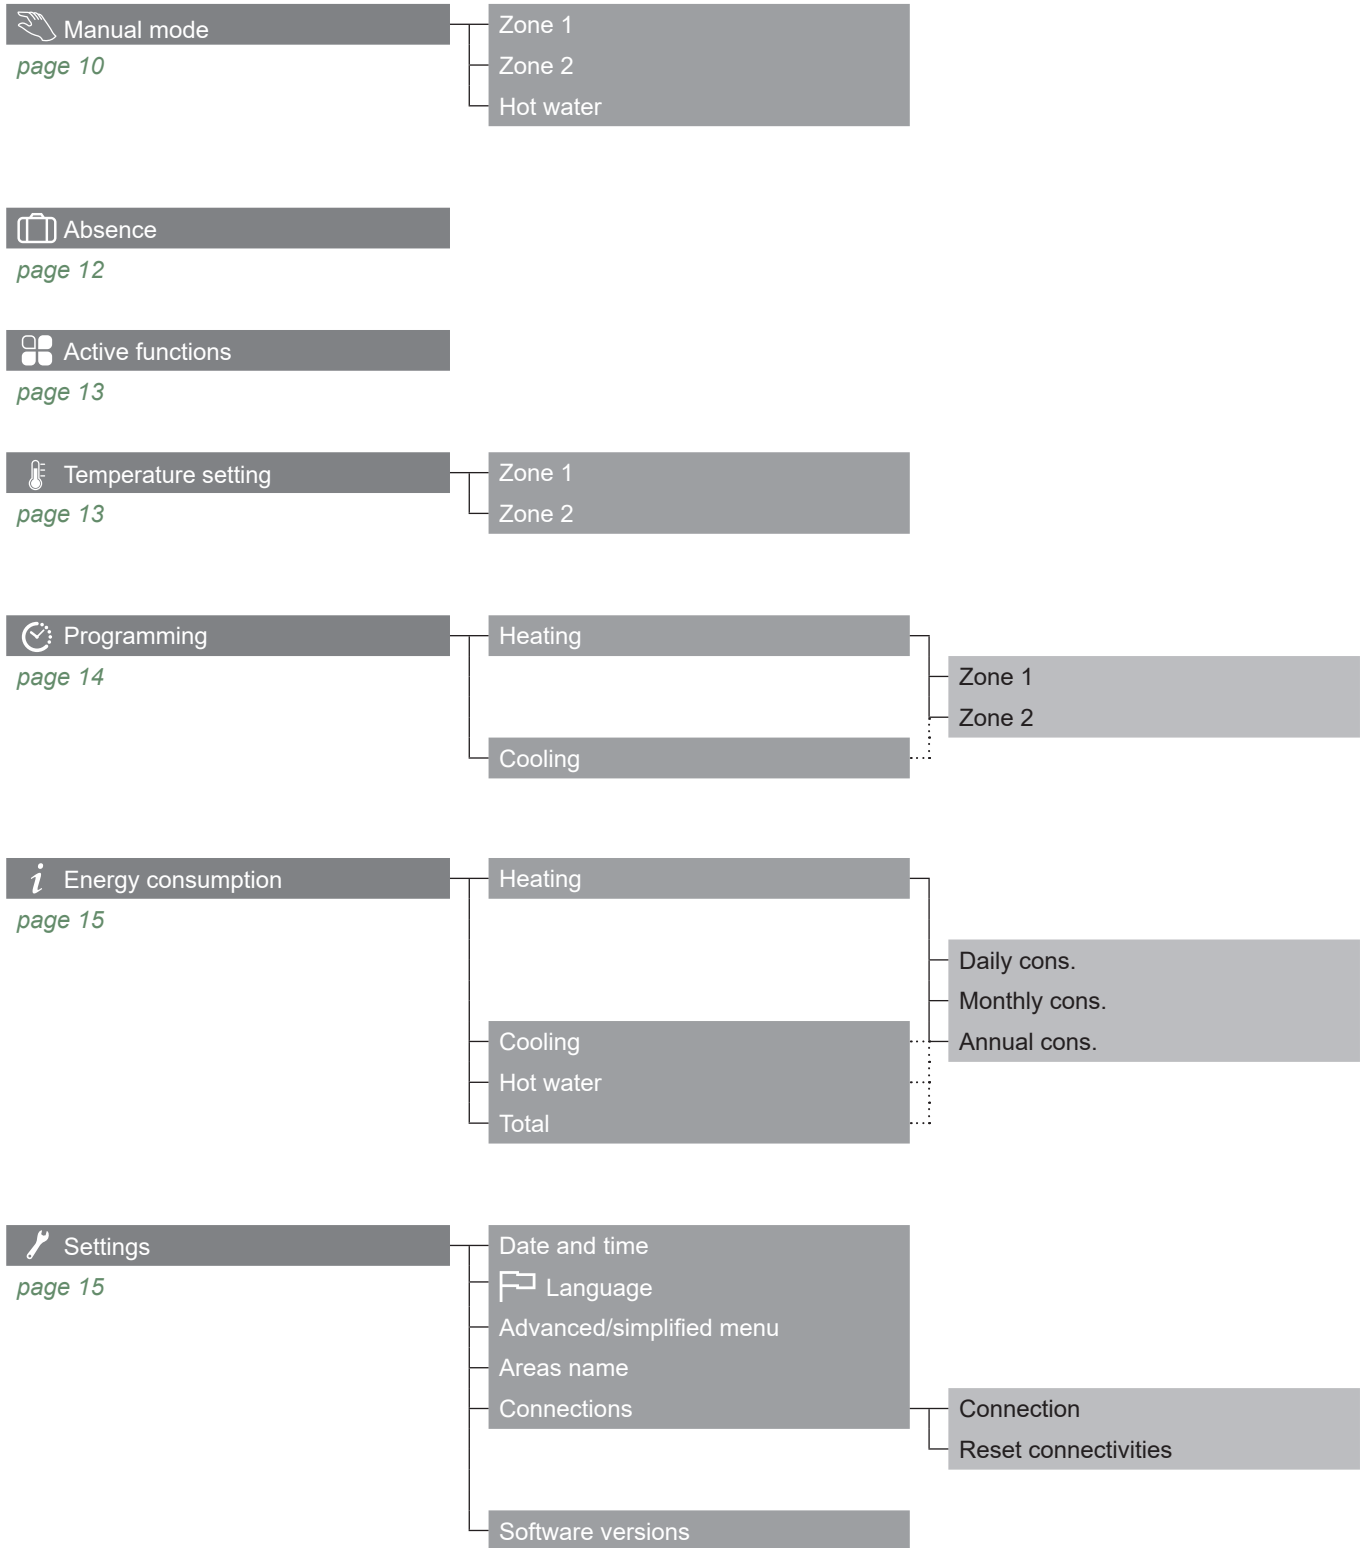 Manual mode
page 10
Zone 1
Zone 2
Hot water
Absence
page 12
Active functions
page 13
Temperature setting
page 13
Zone 1
Zone 2
Programming
page 14
Heating
Zone 1
Zone 2
Cooling
i Energy consumption
page 15
Heating
Daily cons.
Monthly cons.
Annual cons.
Cooling
Hot water
Total
Settings
page 15
Date and time
Language
Advanced/simplified menu
Areas name
Connections
Connection
Reset connectivities
Software versions